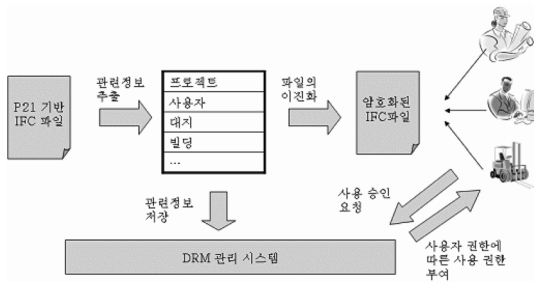 P21 기반
IFC 파일
관련정보
추출
프로젝트
사용자
대지
빌딩
...
파일의
이진화
암호화된
IFC파일
관련정보
저장
사용 승인
요청
사용자 권한에
따른 사용 권한
부여
DRM 관리 시스템